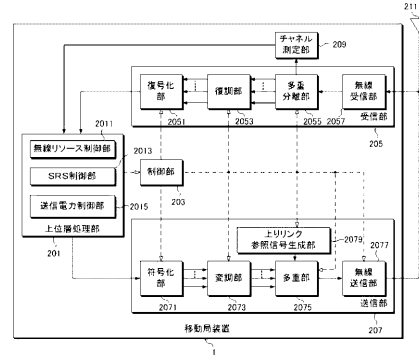 211
チャネル
測定部
209
復号化
部
2051
復調部
2053
多重
分離部
2055
無線
受信部
2057
受信部
205
2011
無線リソース制御部
2013
SRS制御部
2015
送信電力制御部
上位層処理部
201
制御部
203
上りリンク
参照信号生成部
2079
2077
符号化
部
2071
変調部
2073
多重部
2075
無線
送信部
送信部
207
移動局装置
1